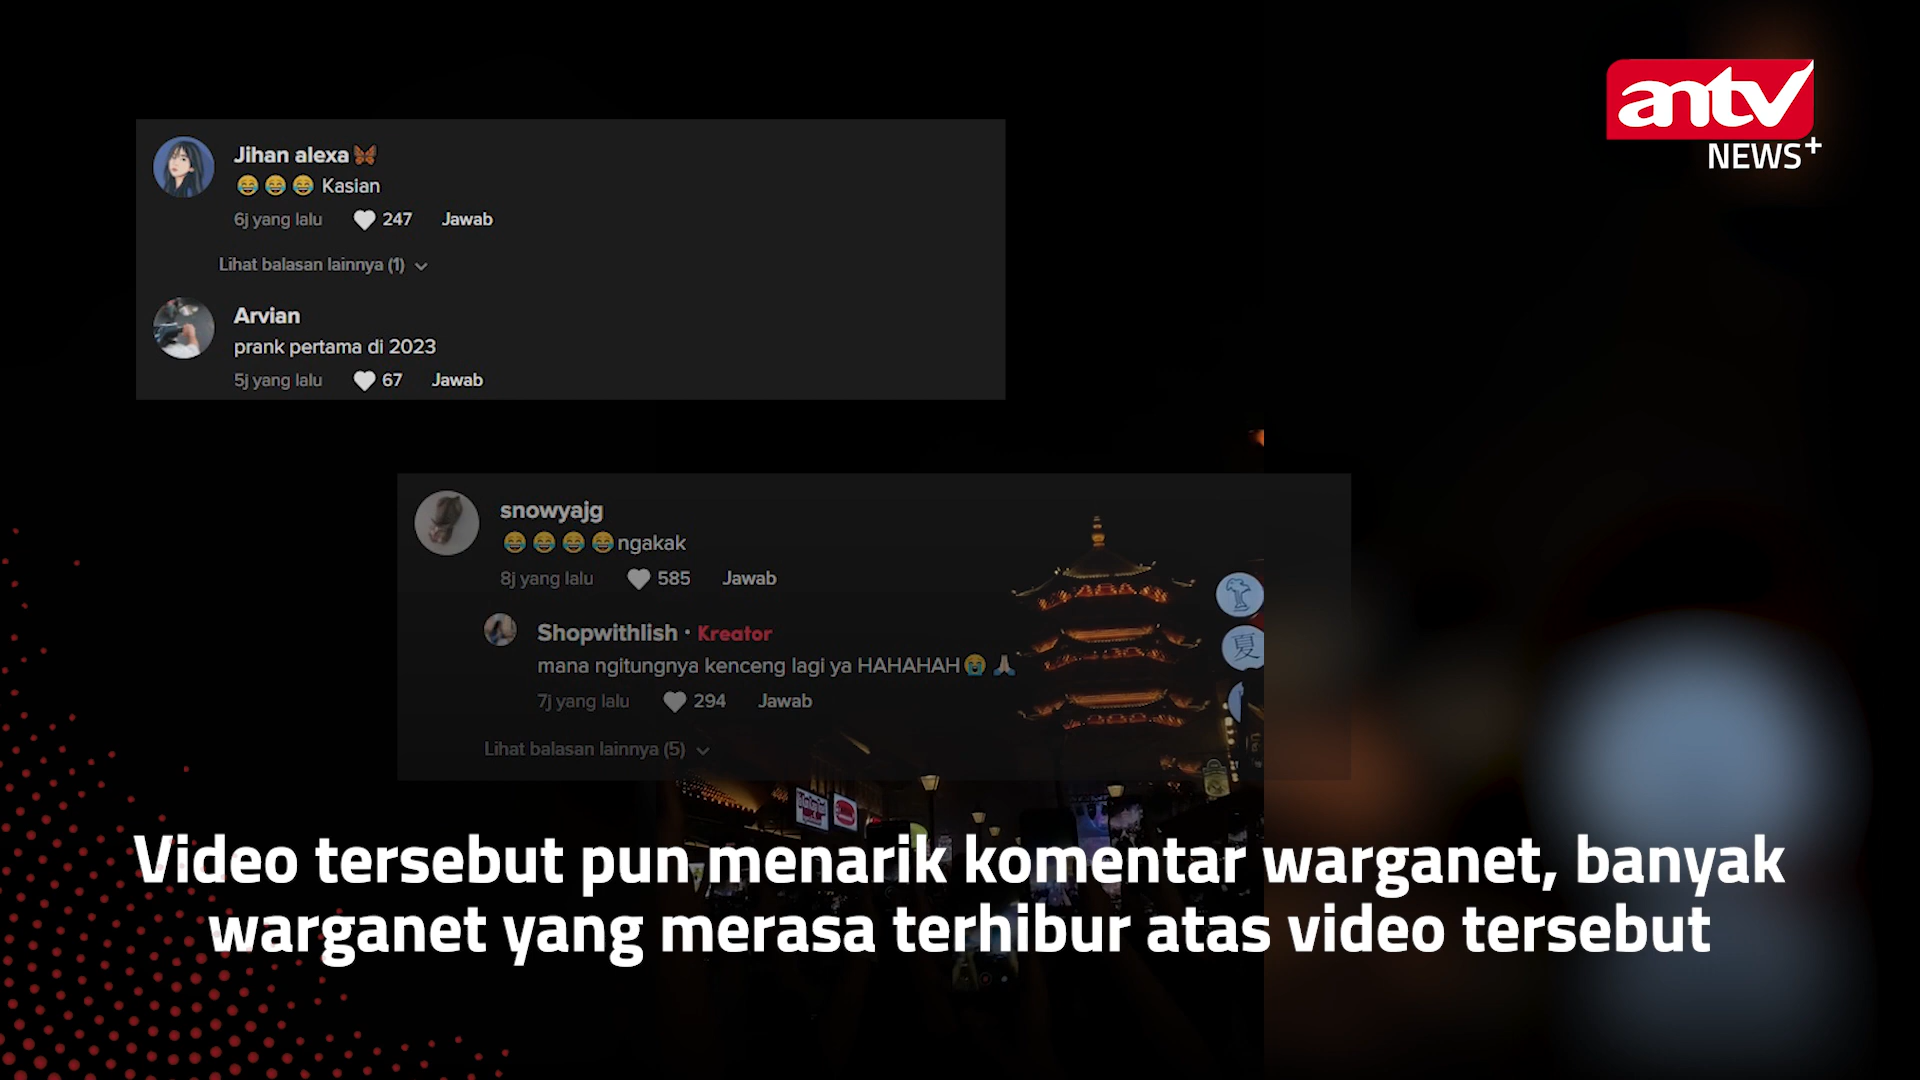 antv
NEWS+
Jihan alexa🦋
😂😂😂 Kasian
6j yang lalu 247 Jawab
Lihat balasan lainnya (1)
Arvian
prank pertama di 2023
5j yang lalu 67 Jawab
snowyajg
😂😂😂😂ngakak
8j yang lalu 585 Jawab
Shopwithlish · Kreator
mana ngitungnya kenceng lagi ya HAHAHAH😭🙏🏻
7j yang lalu 294 Jawab
Lihat balasan lainnya (5)
夏
Video tersebut pun menarik komentar warganet, banyak
warganet yang merasa terhibur atas video tersebut